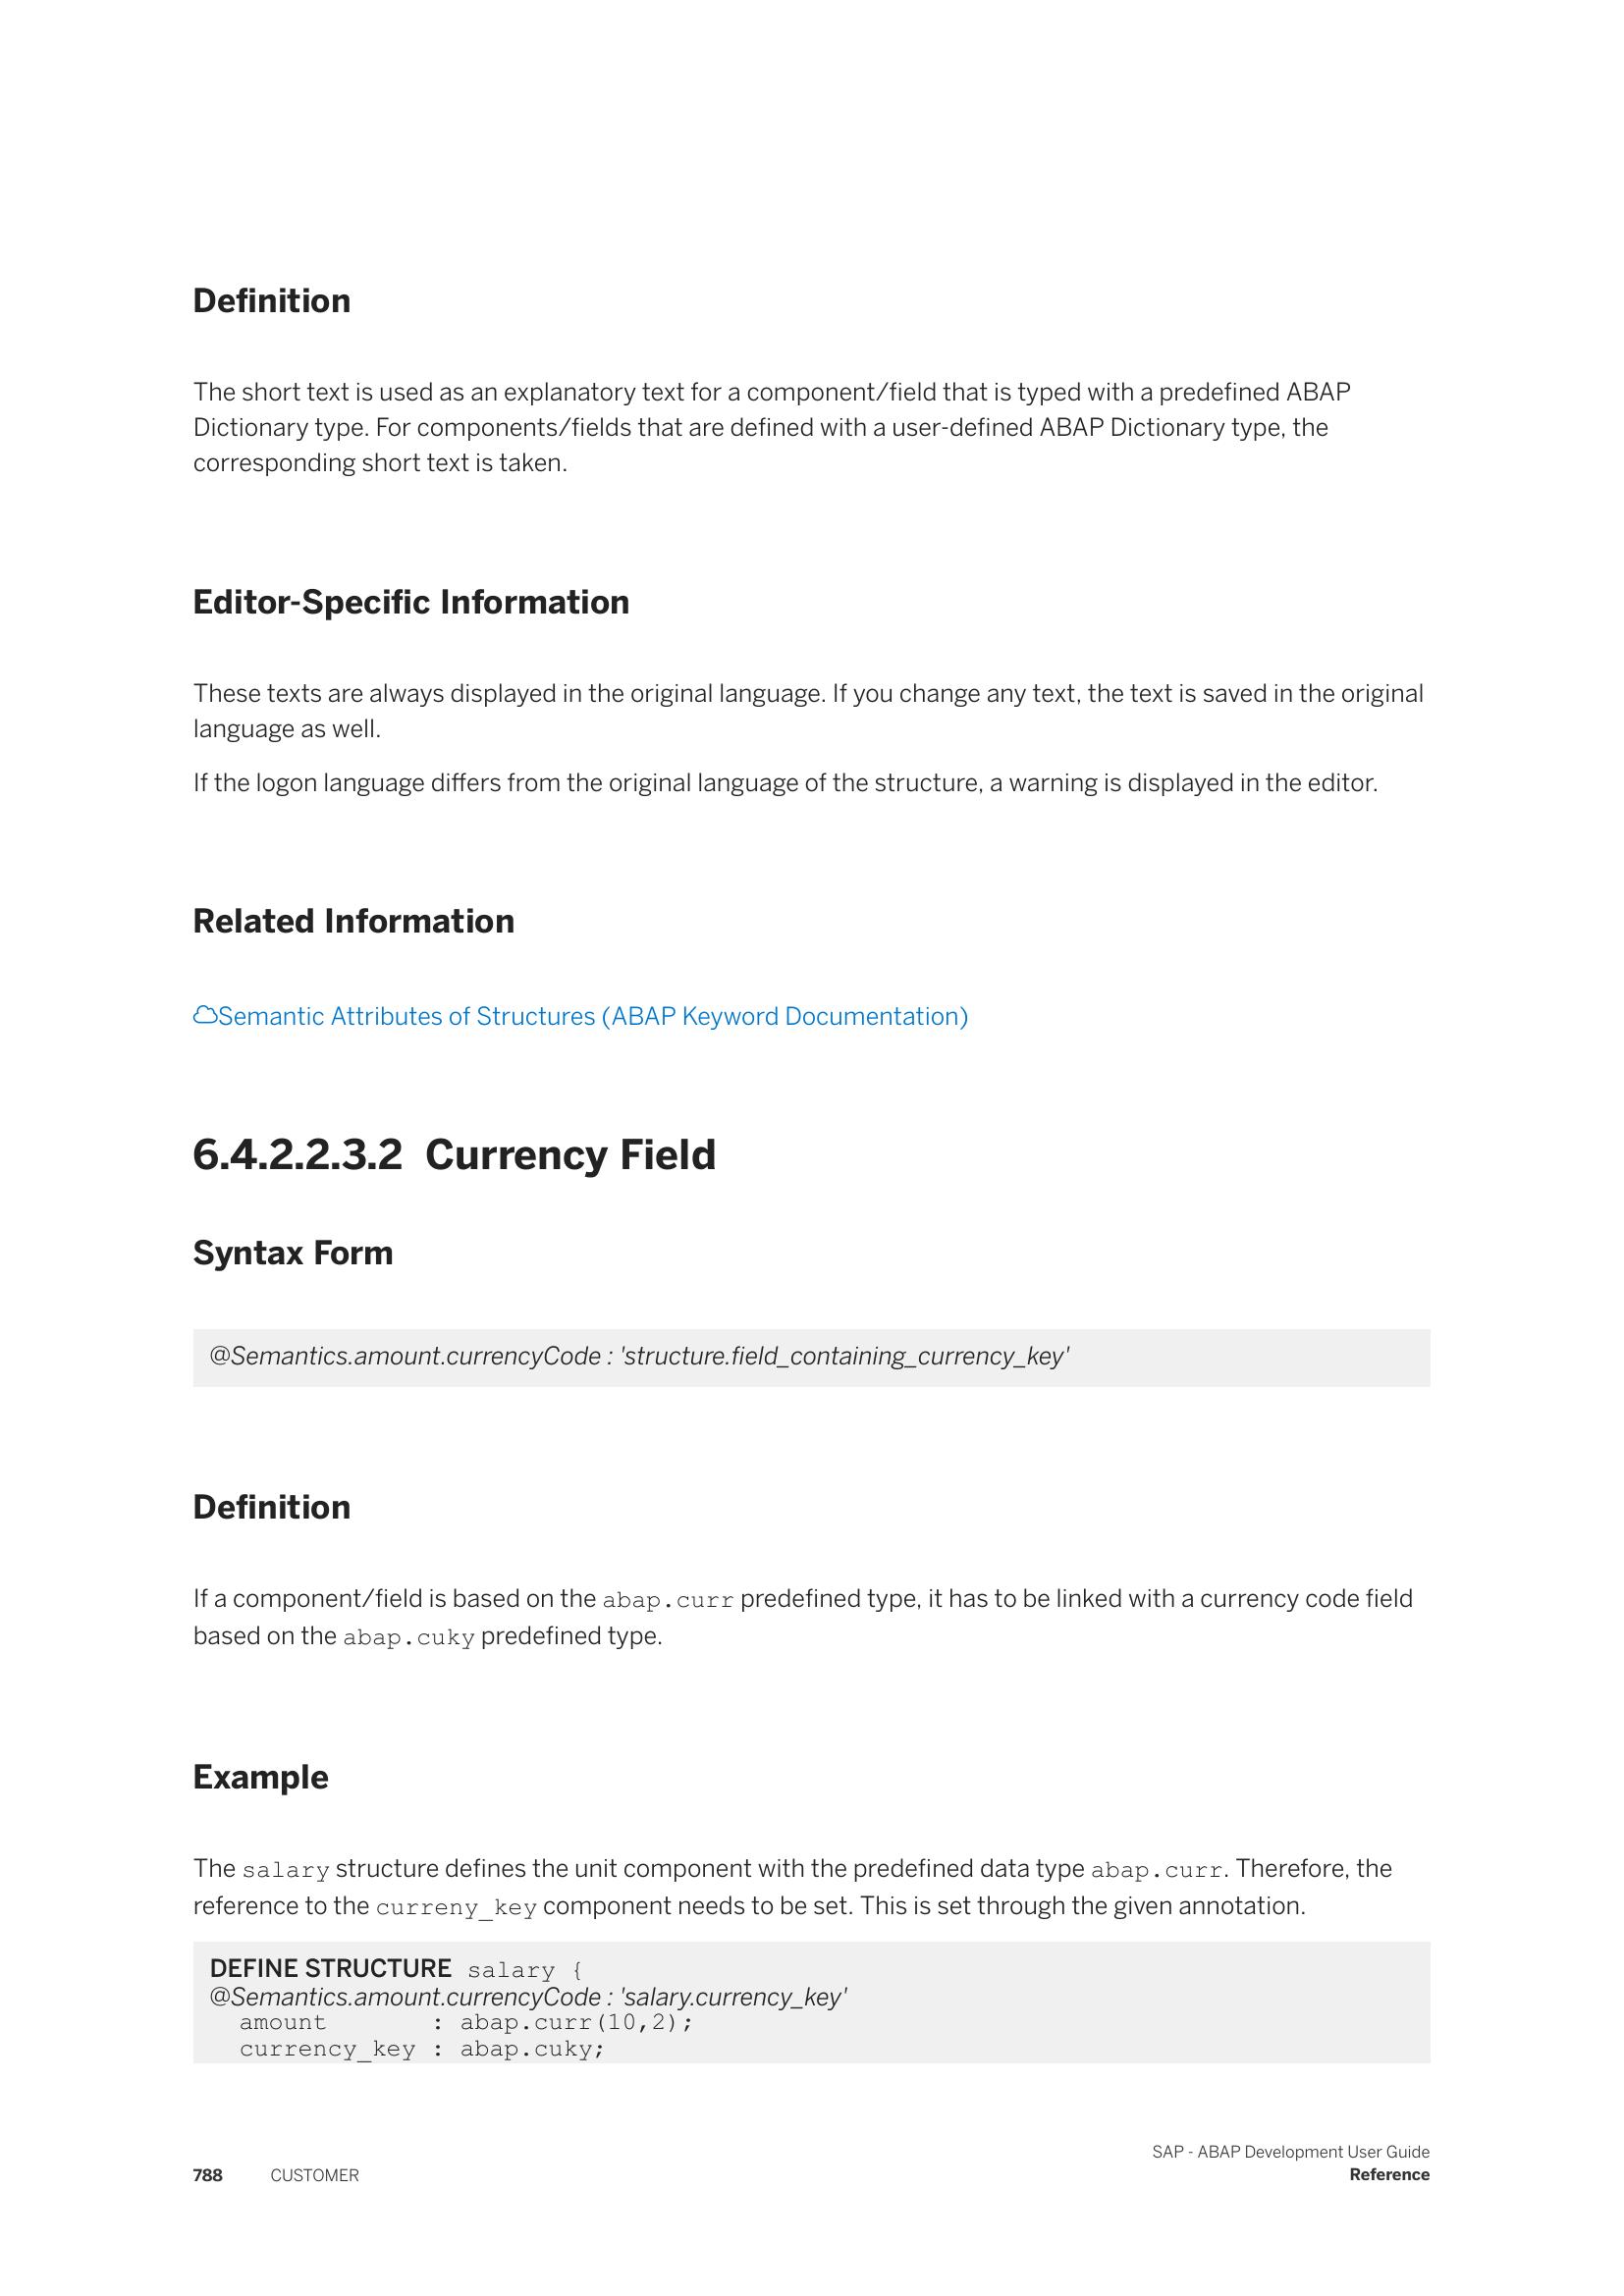 Definition
The short text is used as an explanatory text for a component/field that is typed with a predefined ABAP
Dictionary type. For components/fields that are defined with a user-defined ABAP Dictionary type, the
corresponding short text is taken.
Editor-Specific Information
These texts are always displayed in the original language. If you change any text, the text is saved in the original
language as well.
If the logon language differs from the original language of the structure, a warning is displayed in the editor.
Related Information
Semantic Attributes of Structures (ABAP Keyword Documentation)
6.4.2.2.3.2 Currency Field
Syntax Form
@Semantics.amount.currencyCode : 'structure.field_containing_currency_key'
Definition
If a component/field is based on the abap.curr predefined type, it has to be linked with a currency code field
based on the abap.cuky predefined type.
Example
The salary structure defines the unit component with the predefined data type abap.curr. Therefore, the
reference to the curreny_key component needs to be set. This is set through the given annotation.
DEFINE STRUCTURE salary {
@Semantics.amount.currencyCode : 'salary.currency_key'
amount : abap.curr(10,2);
currency_key : abap.cuky;
SAP - ABAP Development User Guide
788 CUSTOMER Reference